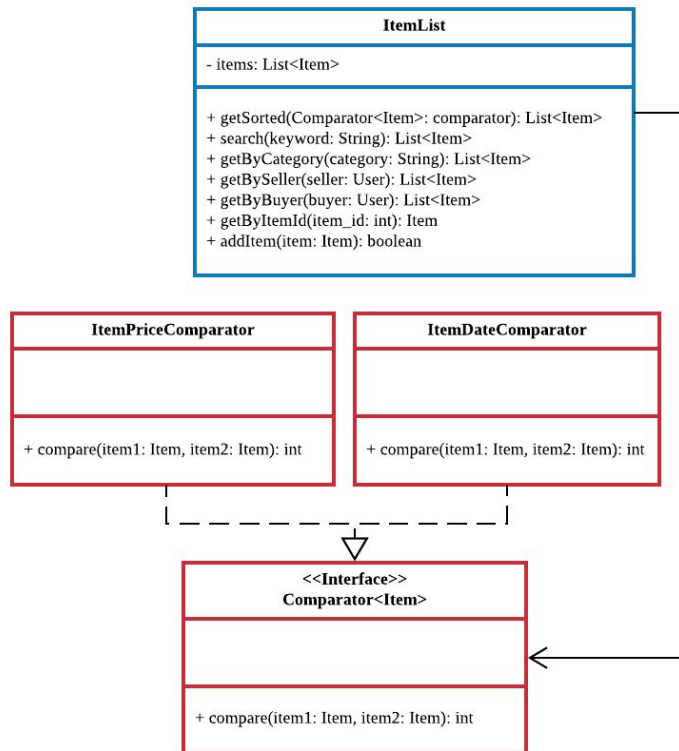 ItemList
- items: List<Item>
+ getSorted(Comparator<Item>: comparator): List<Item>
+ search(keyword: String): List<Item>
+ getByCategory(category: String): List<Item>
+ getBySeller(seller: User): List<Item>
+ getByBuyer(buyer: User): List<Item>
+ getByItemId(item_id: int): Item
+ addItem(item: Item): boolean
ItemPriceComparator
+ compare(item1: Item, item2: Item): int
ItemDateComparator
+ compare(item1: Item, item2: Item): int
<<Interface>>
Comparator<Item>
+ compare(item1: Item, item2: Item): int